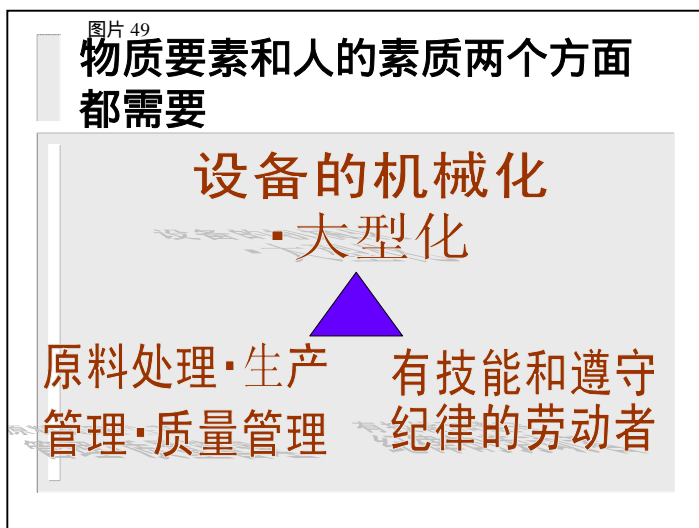 图片 49
物质要素和人的素质两个方面
都需要
设备的机械化
·大型化
原料处理·生产
管理·质量管理
有技能和遵守
纪律的劳动者